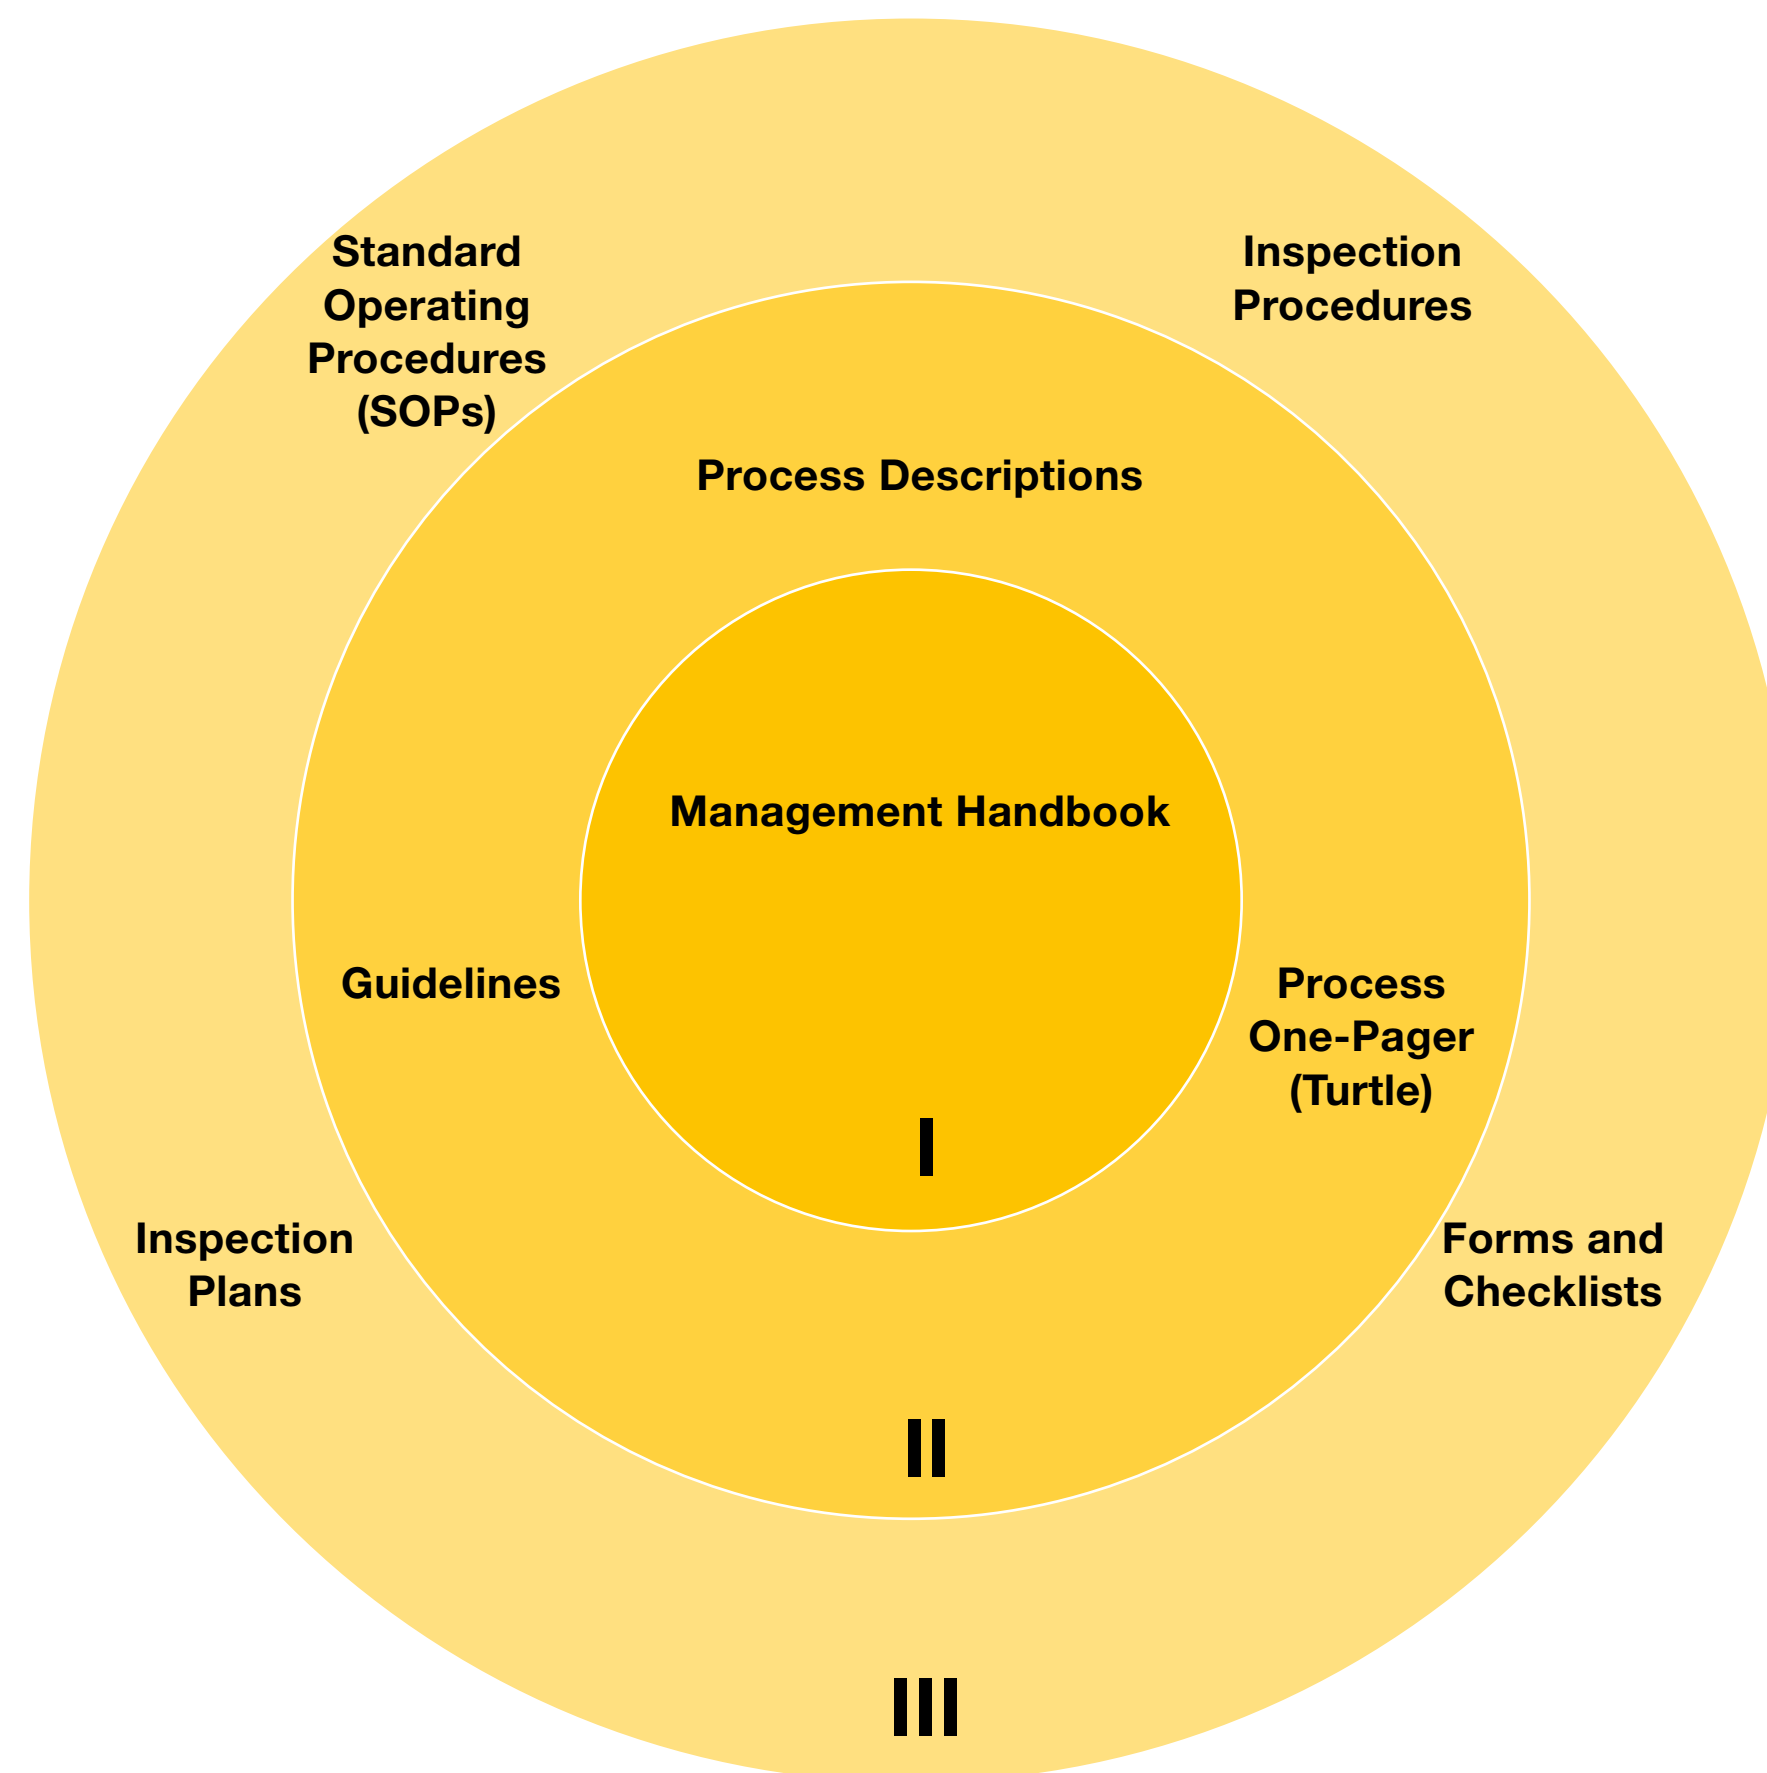 Standard
Operating
Procedures
(SOPs)
Inspection
Procedures
Process Descriptions
Management Handbook
Guidelines
Process
One-Pager
(Turtle)
I
Inspection
Plans
Forms and
Checklists
II
III